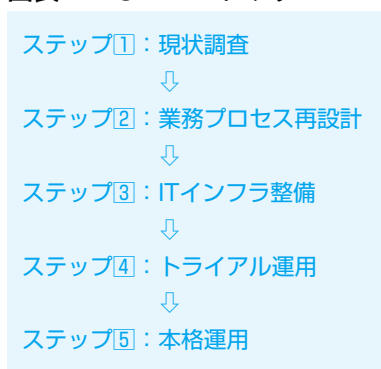 ステップ1：現状調査
⇩
ステップ2：業務プロセス再設計
⇩
ステップ3：ITインフラ整備
⇩
ステップ4：トライアル運用
⇩
ステップ5：本格運用